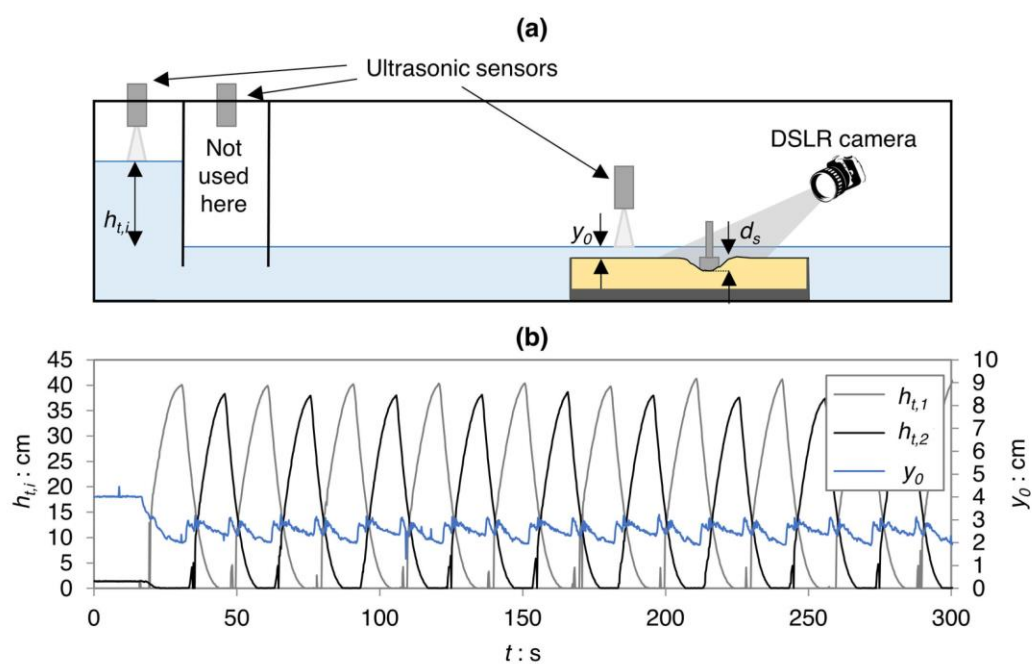 (a)
Ultrasonic sensors
DSLR camera
Not
used
here
h_{t,i}
y_0
d_s
(b)
45
40
35
30
25
20
15
10
5
0
h_{t,i} : cm
10
9
8
7
6
5
4
3
2
1
0
y_0 : cm
h_{t,1}
h_{t,2}
y_0
0 50 100 150 200 250 300
t : s